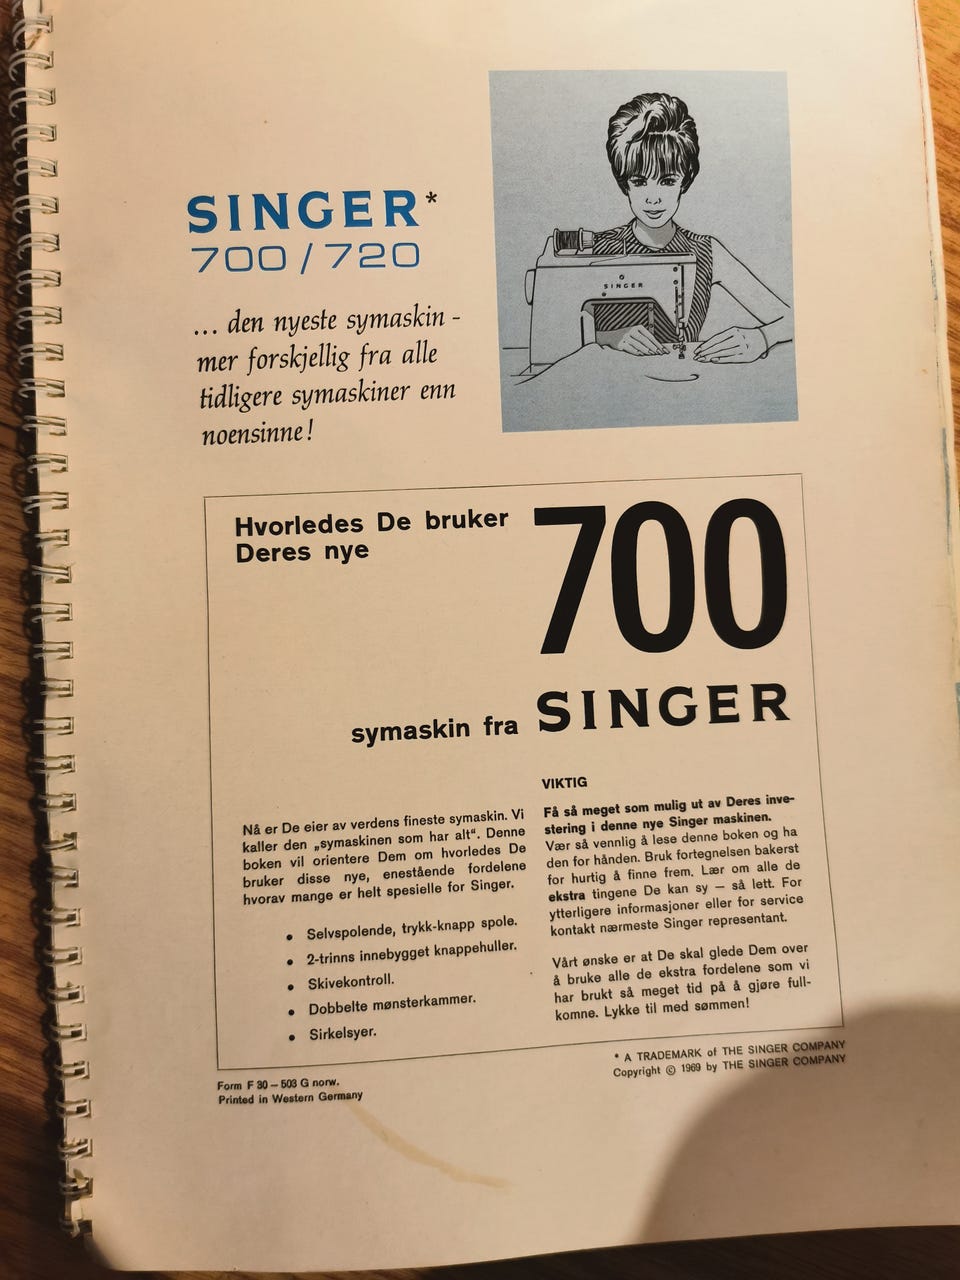 SINGER*
700/720
... den nyeste symaskin -
mer forskjellig fra alle
tidligere symaskiner enn
noensinne!
SINGER
Hvorledes De bruker
Deres nye
700
symaskin fra SINGER
Nå er De eier av verdens fineste symaskin. Vi
kaller den „symaskinen som har alt“. Denne
boken vil orientere Dem om hvorledes De
bruker disse nye, enestående fordelene
hvorav mange er helt spesielle for Singer.
• Selvspolende, trykk-knapp spole.
• 2-trinns innebygget knappehuller.
• Skivekontroll.
• Dobbelte mønsterkammer.
• Sirkelsyer.
VIKTIG
Få så meget som mulig ut av Deres inve-
stering i denne nye Singer maskinen.
Vær så vennlig å lese denne boken og ha
den for hånden. Bruk fortegnelsen bakerst
for hurtig å finne frem. Lær om alle de
ekstra tingene De kan sy — så lett. For
ytterligere informasjoner eller for service
kontakt nærmeste Singer representant.
Vårt ønske er at De skal glede Dem over
å bruke alle de ekstra fordelene som vi
har brukt så meget tid på å gjøre full-
komne. Lykke til med sømmen!
Form F 30 – 503 G norw.
Printed in Western Germany
* A TRADEMARK of THE SINGER COMPANY
Copyright © 1969 by THE SINGER COMPANY